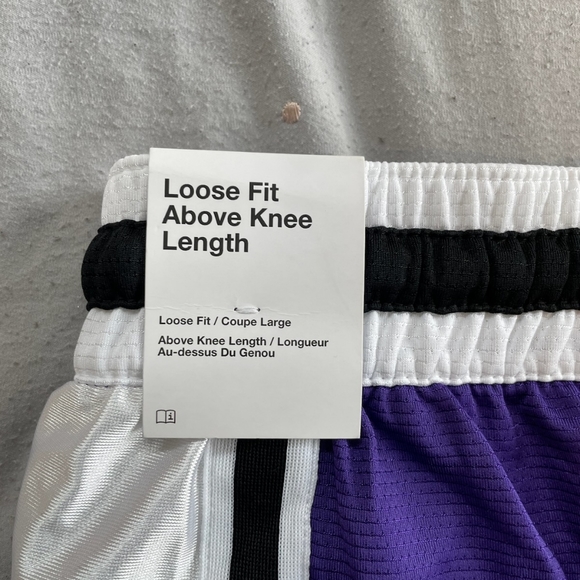 Loose Fit
Above Knee
Length
Loose Fit / Coupe Large
Above Knee Length / Longueur
Au-dessus Du Genou
i